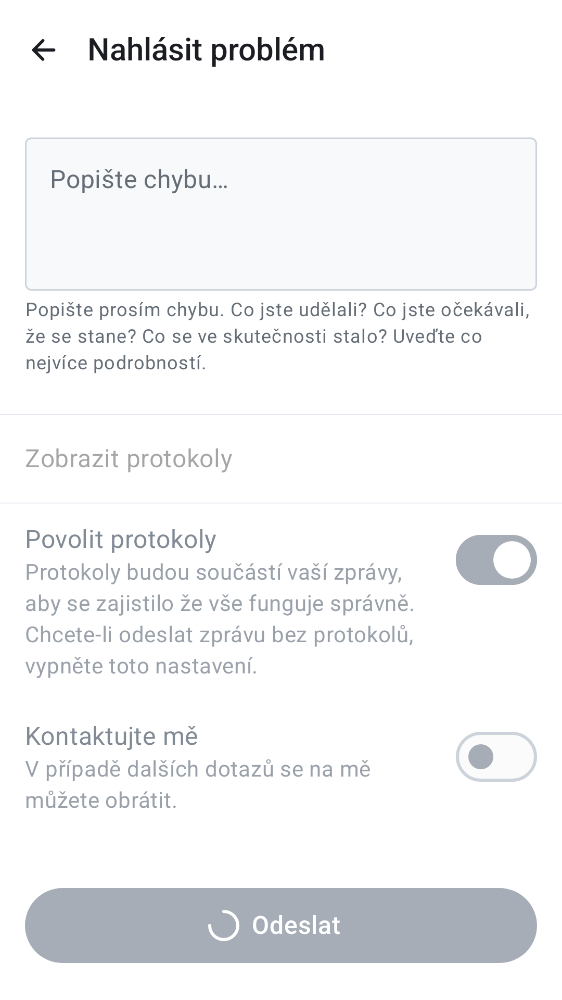 Nahlásit problém
Popište chybu…
Popište prosím chybu. Co jste udělali? Co jste očekávali,
že se stane? Co se ve skutečnosti stalo? Uveďte co
nejvíce podrobností.
Zobrazit protokoly
Povolit protokoly
Protokoly budou součástí vaší zprávy,
aby se zajistilo že vše funguje správně.
Chcete-li odeslat zprávu bez protokolů,
vypněte toto nastavení.
Kontaktujte mě
V případě dalších dotazů se na mě
můžete obrátit.
Odeslat